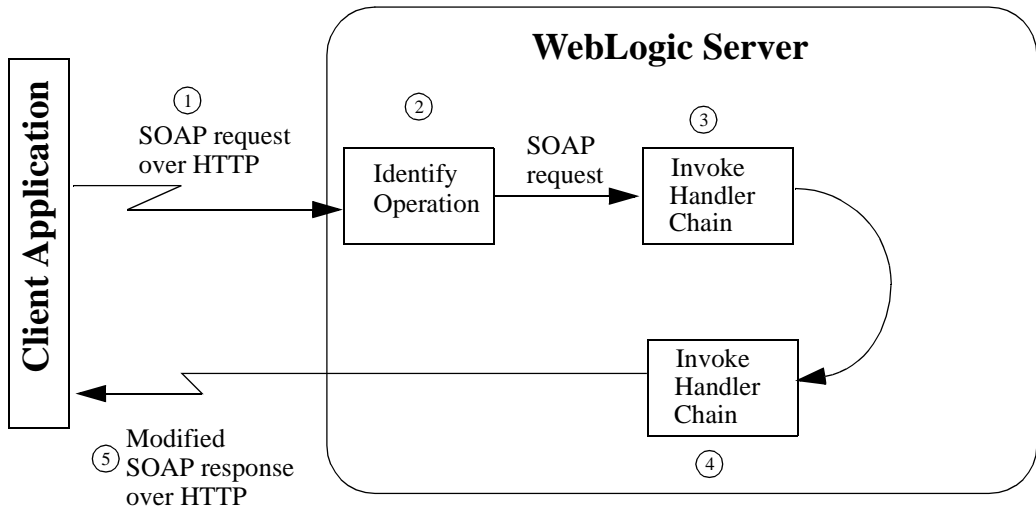 WebLogic Server
Client Application
1
SOAP request
over HTTP
2
Identify
Operation
SOAP
request
3
Invoke
Handler
Chain
Invoke
Handler
Chain
4
5
Modified
SOAP response
over HTTP